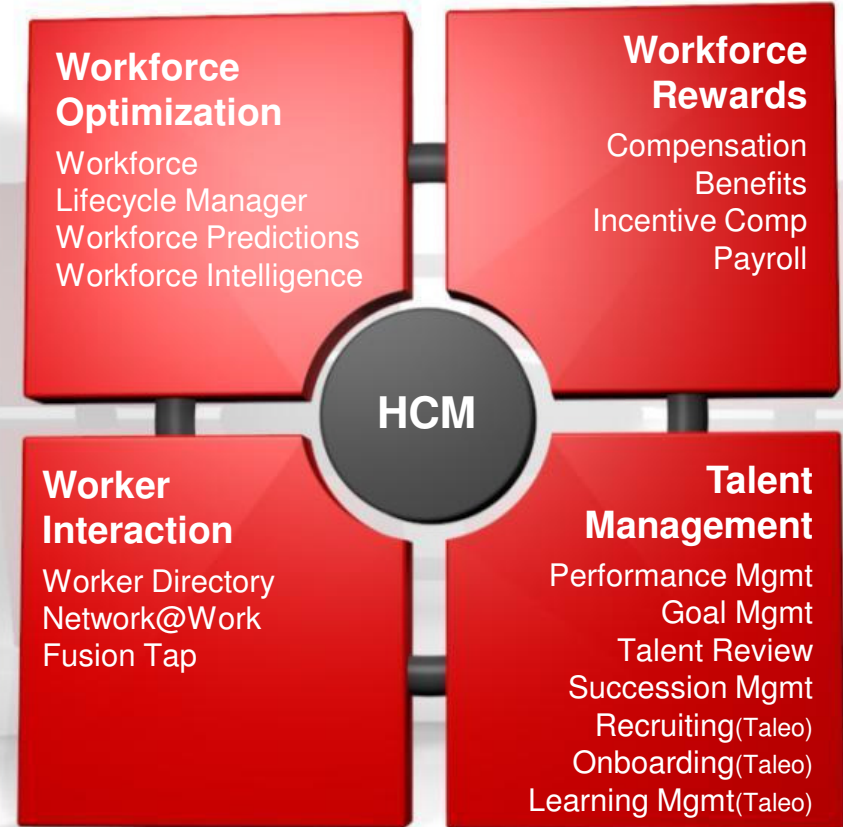 Workforce
Optimization
Workforce
Lifecycle Manager
Workforce Predictions
Workforce Intelligence
Workforce
Rewards
Compensation
Benefits
Incentive Comp
Payroll
HCM
Worker
Interaction
Worker Directory
Network@Work
Fusion Tap
Talent
Management
Performance Mgmt
Goal Mgmt
Talent Review
Succession Mgmt
Recruiting(Taleo)
Onboarding(Taleo)
Learning Mgmt(Taleo)